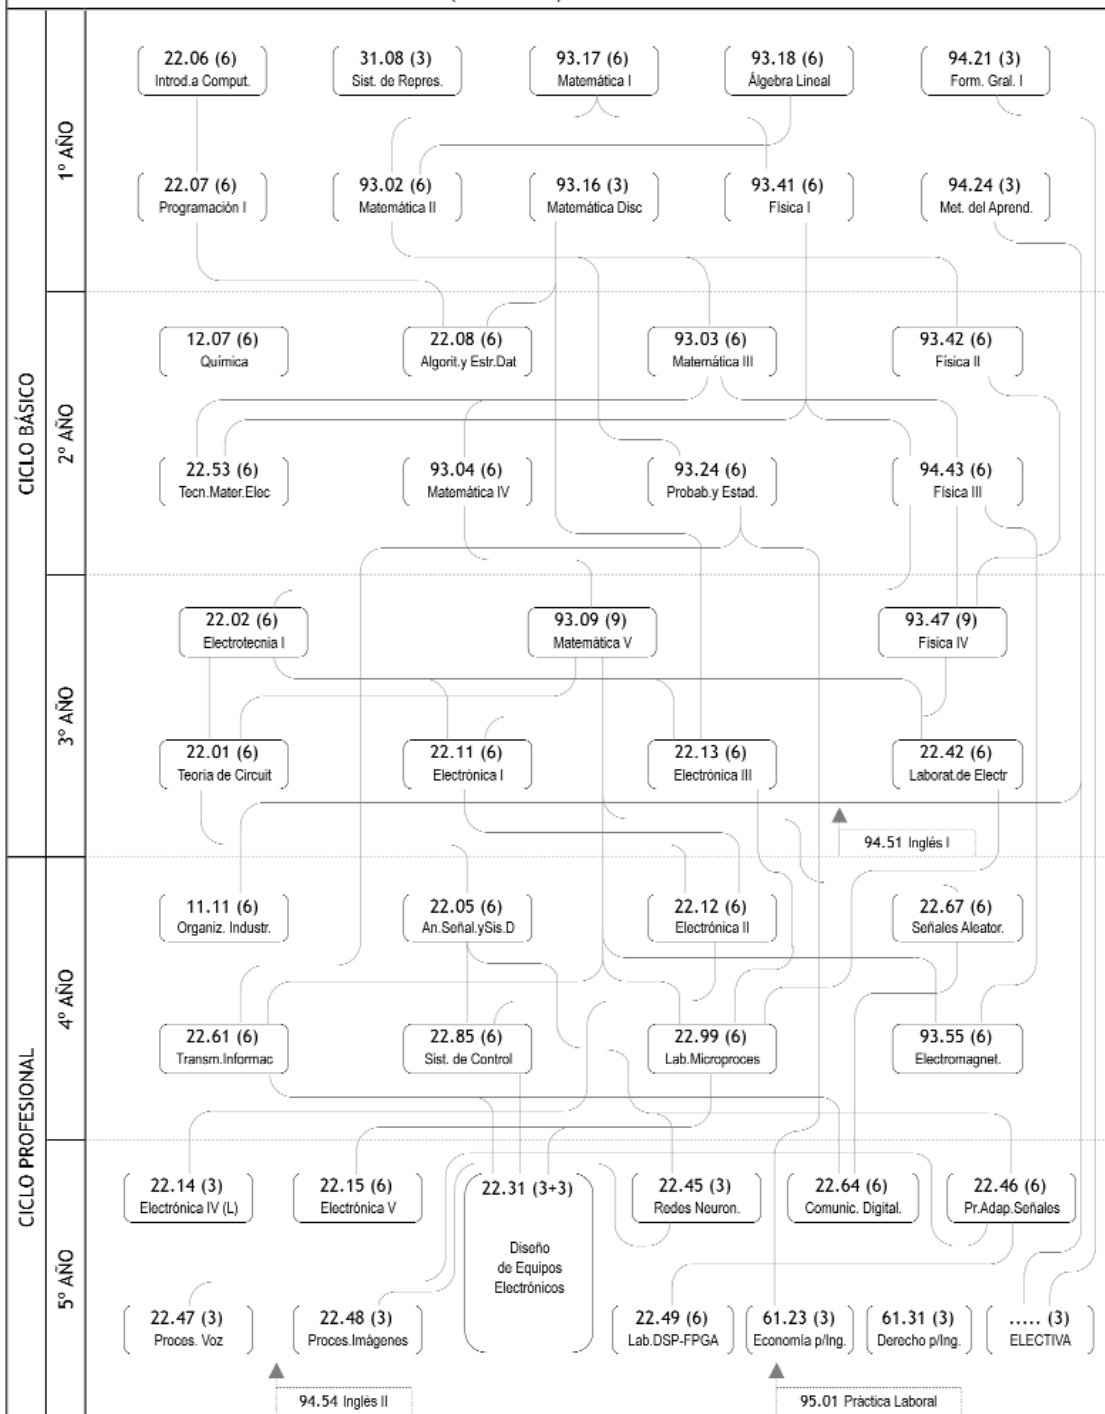 22.06 (6)
Introd.a Comput.
31.08 (3)
Sist. de Repres.
93.17 (6)
Matemática I
93.18 (6)
Álgebra Lineal
94.21 (3)
Form. Gral. I
1º AÑO
22.07 (6)
Programación I
93.02 (6)
Matemática II
93.16 (3)
Matemática Disc
93.41 (6)
Física I
94.24 (3)
Met. del Aprend.
CICLO BÁSICO
12.07 (6)
Química
22.08 (6)
Algorit.y Estr.Dat
93.03 (6)
Matemática III
93.42 (6)
Física II
2º AÑO
22.53 (6)
Tecn.Mater.Elec
93.04 (6)
Matemática IV
93.24 (6)
Probab.y Estad.
94.43 (6)
Física III
22.02 (6)
Electrotecnia I
93.09 (9)
Matemática V
93.47 (9)
Fisica IV
3º AÑO
22.01 (6)
Teoria de Circuit
22.11 (6)
Electrónica I
22.13 (6)
Electrónica III
22.42 (6)
Laborat.de Electr
94.51 Inglés I
CICLO PROFESIONAL
11.11 (6)
Organiz. Industr.
22.05 (6)
An.Señal.ySis.D
22.12 (6)
Electrónica II
22.67 (6)
Señales Aleator.
4º AÑO
22.61 (6)
Transm.Informac
22.85 (6)
Sist. de Control
22.99 (6)
Lab.Microproces
93.55 (6)
Electromagnet.
22.14 (3)
Electrónica IV (L)
22.15 (6)
Electrónica V
22.31 (3+3)
Diseño
de Equipos
Electrónicos
22.45 (3)
Redes Neuron.
22.64 (6)
Comunic. Digital.
22.46 (6)
Pr.Adap.Señales
5º AÑO
22.47 (3)
Proces. Voz
22.48 (3)
Proces.Imágenes
22.49 (6)
Lab.DSP-FPGA
61.23 (3)
Economía p/Ing.
61.31 (3)
Derecho p/Ing.
..... (3)
ELECTIVA
94.54 Inglés II
95.01 Práctica Laboral